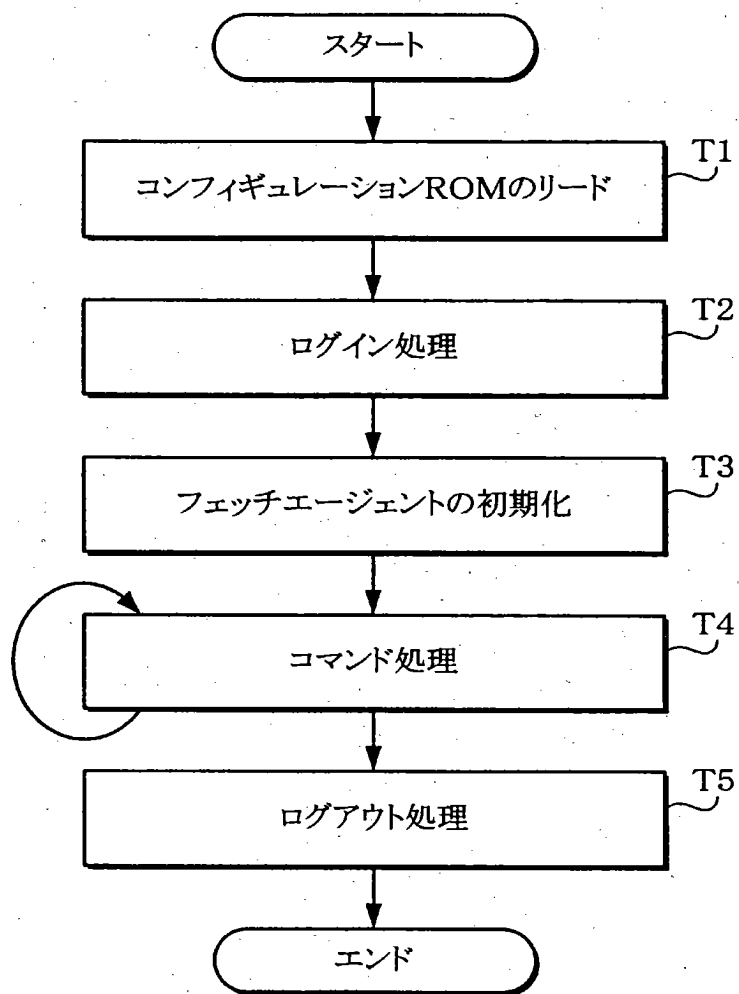 スタート
T1
コンフィギュレーションROMのリード
T2
ログイン処理
T3
フェッチエージェントの初期化
T4
コマンド処理
T5
ログアウト処理
エンド